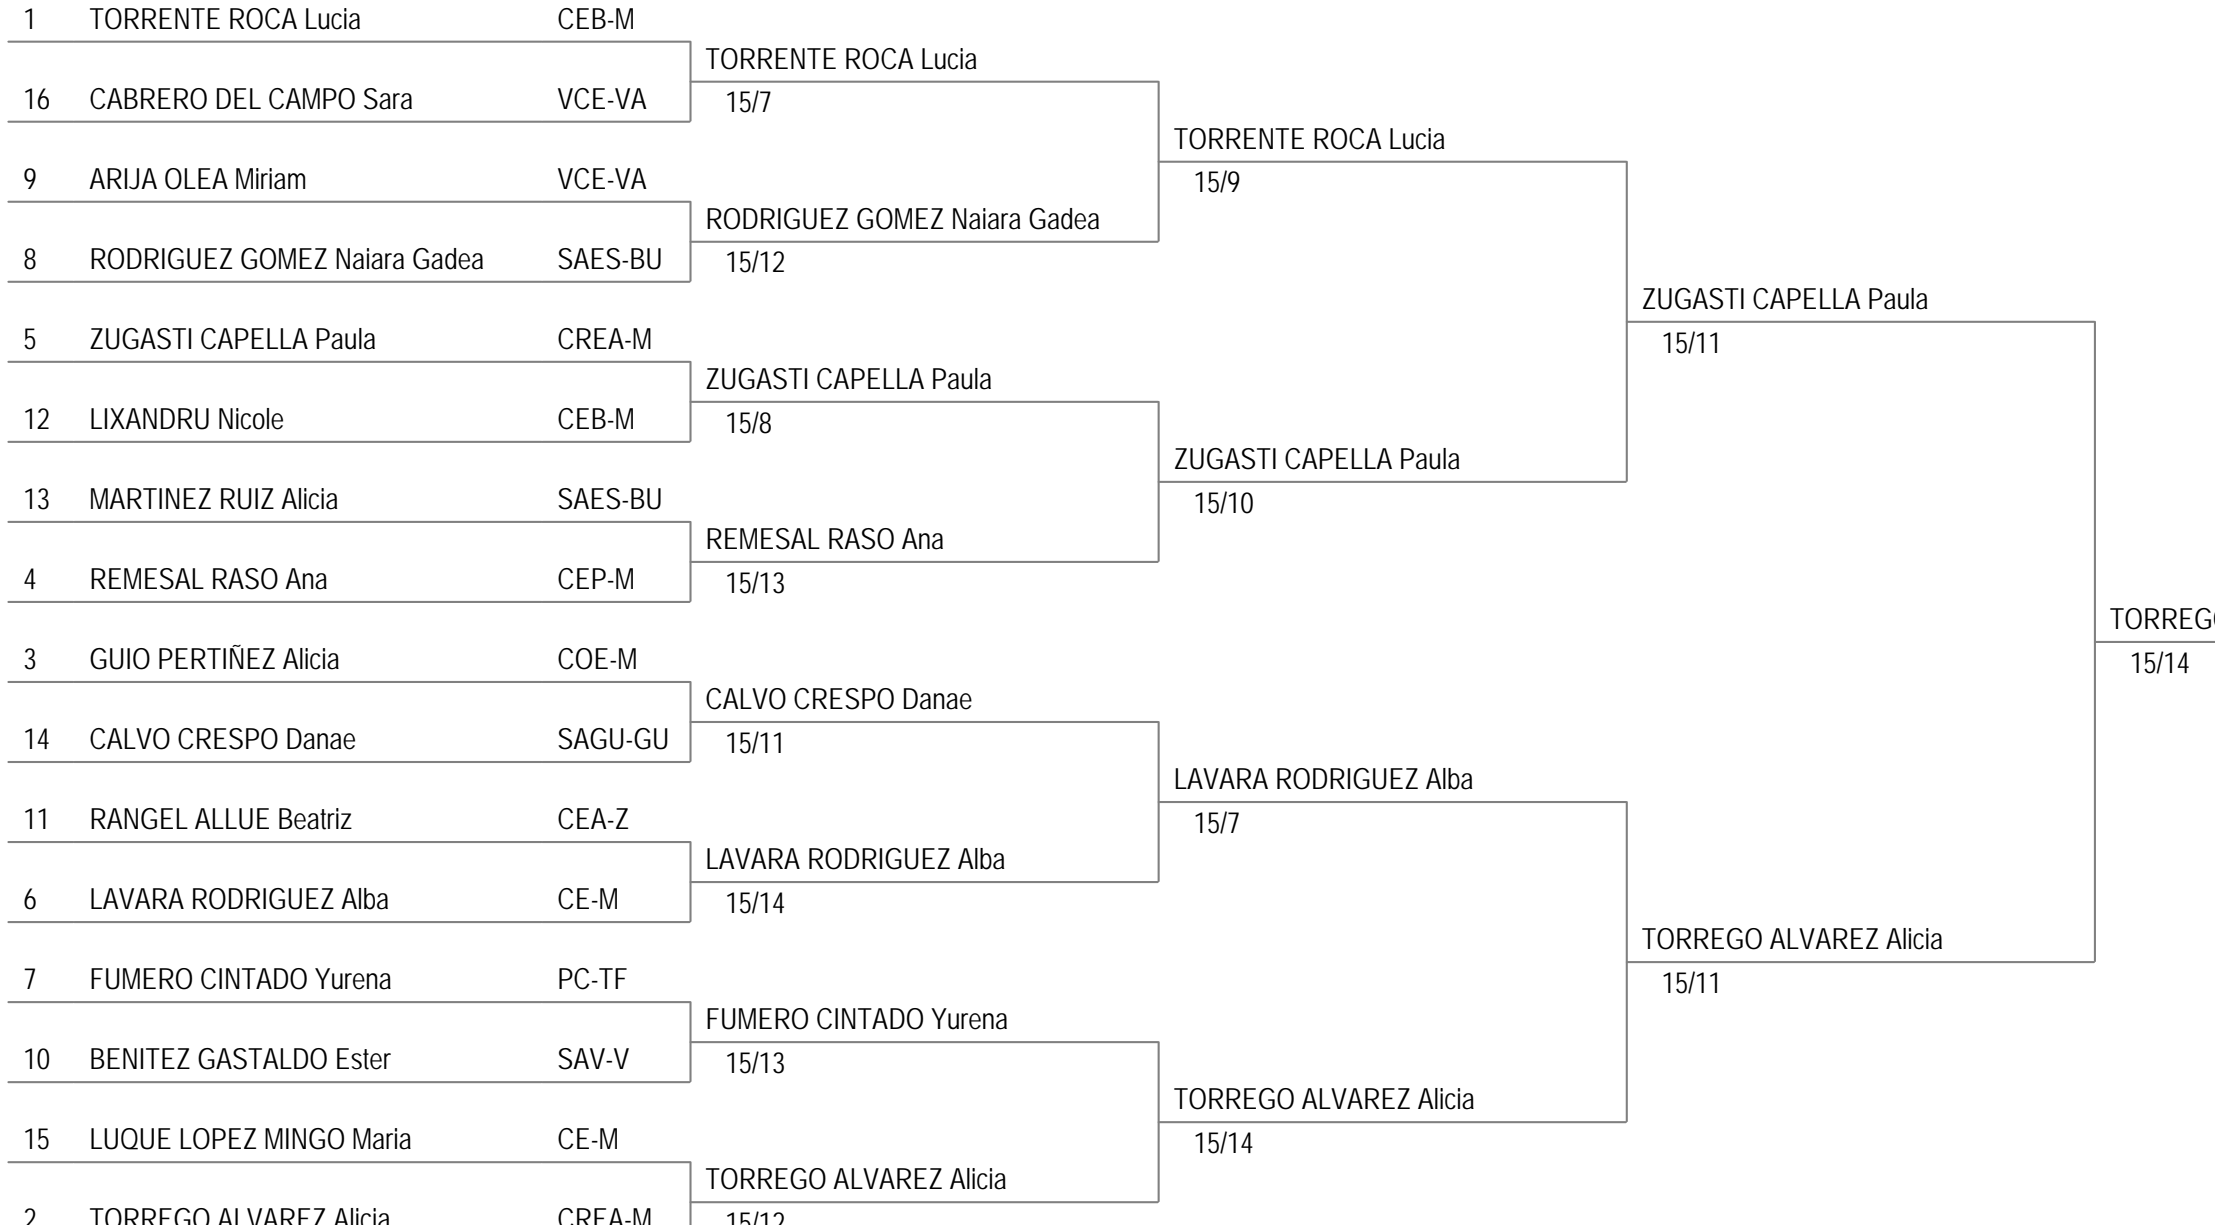 1 TORRENTE ROCA Lucia CEB-M
TORRENTE ROCA Lucia
16 CABRERO DEL CAMPO Sara VCE-VA
15/7
TORRENTE ROCA Lucia
9 ARIJA OLEA Miriam VCE-VA
15/9
RODRIGUEZ GOMEZ Naiara Gadea
8 RODRIGUEZ GOMEZ Naiara Gadea SAES-BU
15/12
ZUGASTI CAPELLA Paula
5 ZUGASTI CAPELLA Paula CREA-M
15/11
ZUGASTI CAPELLA Paula
12 LIXANDRU Nicole CEB-M
15/8
ZUGASTI CAPELLA Paula
13 MARTINEZ RUIZ Alicia SAES-BU
15/10
REMESAL RASO Ana
4 REMESAL RASO Ana CEP-M
15/13
TORREG
3 GUIO PERTIÑEZ Alicia COE-M
15/14
CALVO CRESPO Danae
14 CALVO CRESPO Danae SAGU-GU
15/11
LAVARA RODRIGUEZ Alba
11 RANGEL ALLUE Beatriz CEA-Z
15/7
LAVARA RODRIGUEZ Alba
6 LAVARA RODRIGUEZ Alba CE-M
15/14
TORREGO ALVAREZ Alicia
7 FUMERO CINTADO Yurena PC-TF
15/11
FUMERO CINTADO Yurena
10 BENITEZ GASTALDO Ester SAV-V
15/13
TORREGO ALVAREZ Alicia
15 LUQUE LOPEZ MINGO Maria CE-M
15/14
TORREGO ALVAREZ Alicia
2 TORREGO ALVAREZ Alicia CREA-M
15/12